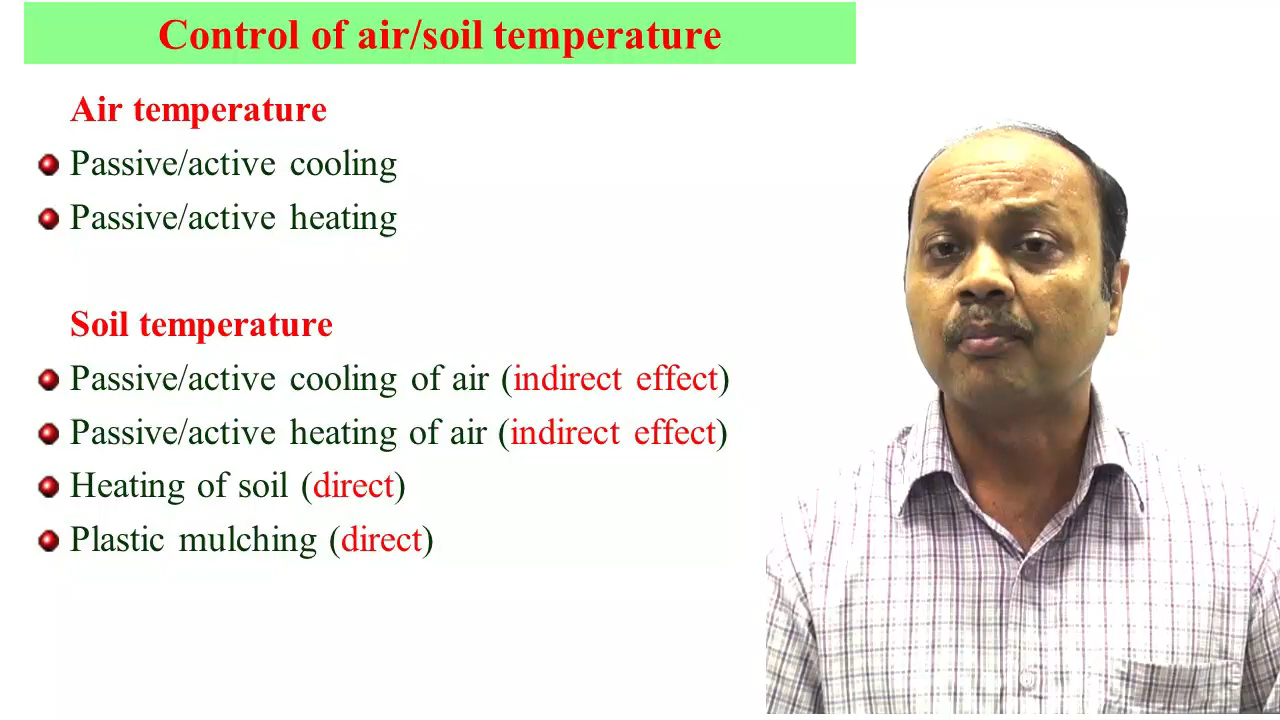 Control of air/soil temperature
Air temperature
Passive/active cooling
Passive/active heating
Soil temperature
Passive/active cooling of air (indirect effect)
Passive/active heating of air (indirect effect)
Heating of soil (direct)
Plastic mulching (direct)